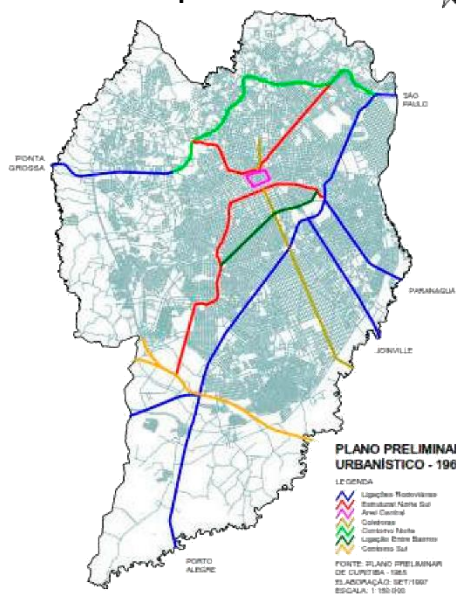 SÃO
PAULO
PONTA
GROSSA
PARANAGUÁ
JOINVILLE
PLANO PRELIMINAR
URBANÍSTICO - 196
LEGENDA
Ligações Rodoviárias
Estrutural Norte Sul
Anel Central
Coletoras
Contorno Norte
Ligação Entre Bairros
Contorno Sul
PORTO
ALEGRE
FONTE: PLANO PRELIMINAR
DE CURITIBA - 1965
ELABORAÇÃO: SET/1997
ESCALA: 1:150 000